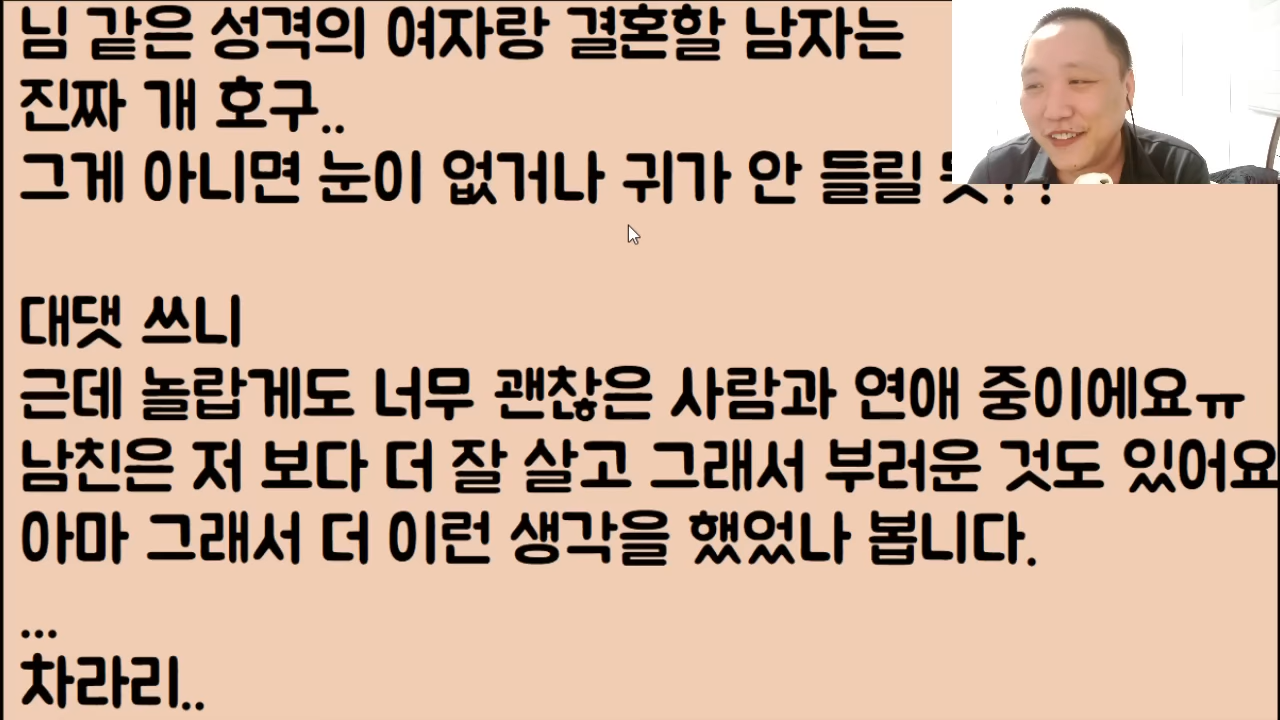 님 같은 성격의 여자랑 결혼할 남자는
진짜 개 호구..
그게 아니면 눈이 없거나 귀가 안 들릴
대댓 쓰니
근데 놀랍게도 너무 괜찮은 사람과 연애 중이에요ㅠ
남친은 저 보다 더 잘 살고 그래서 부러운 것도 있어요
아마 그래서 더 이런 생각을 했었나 봅니다.
...
차라리..